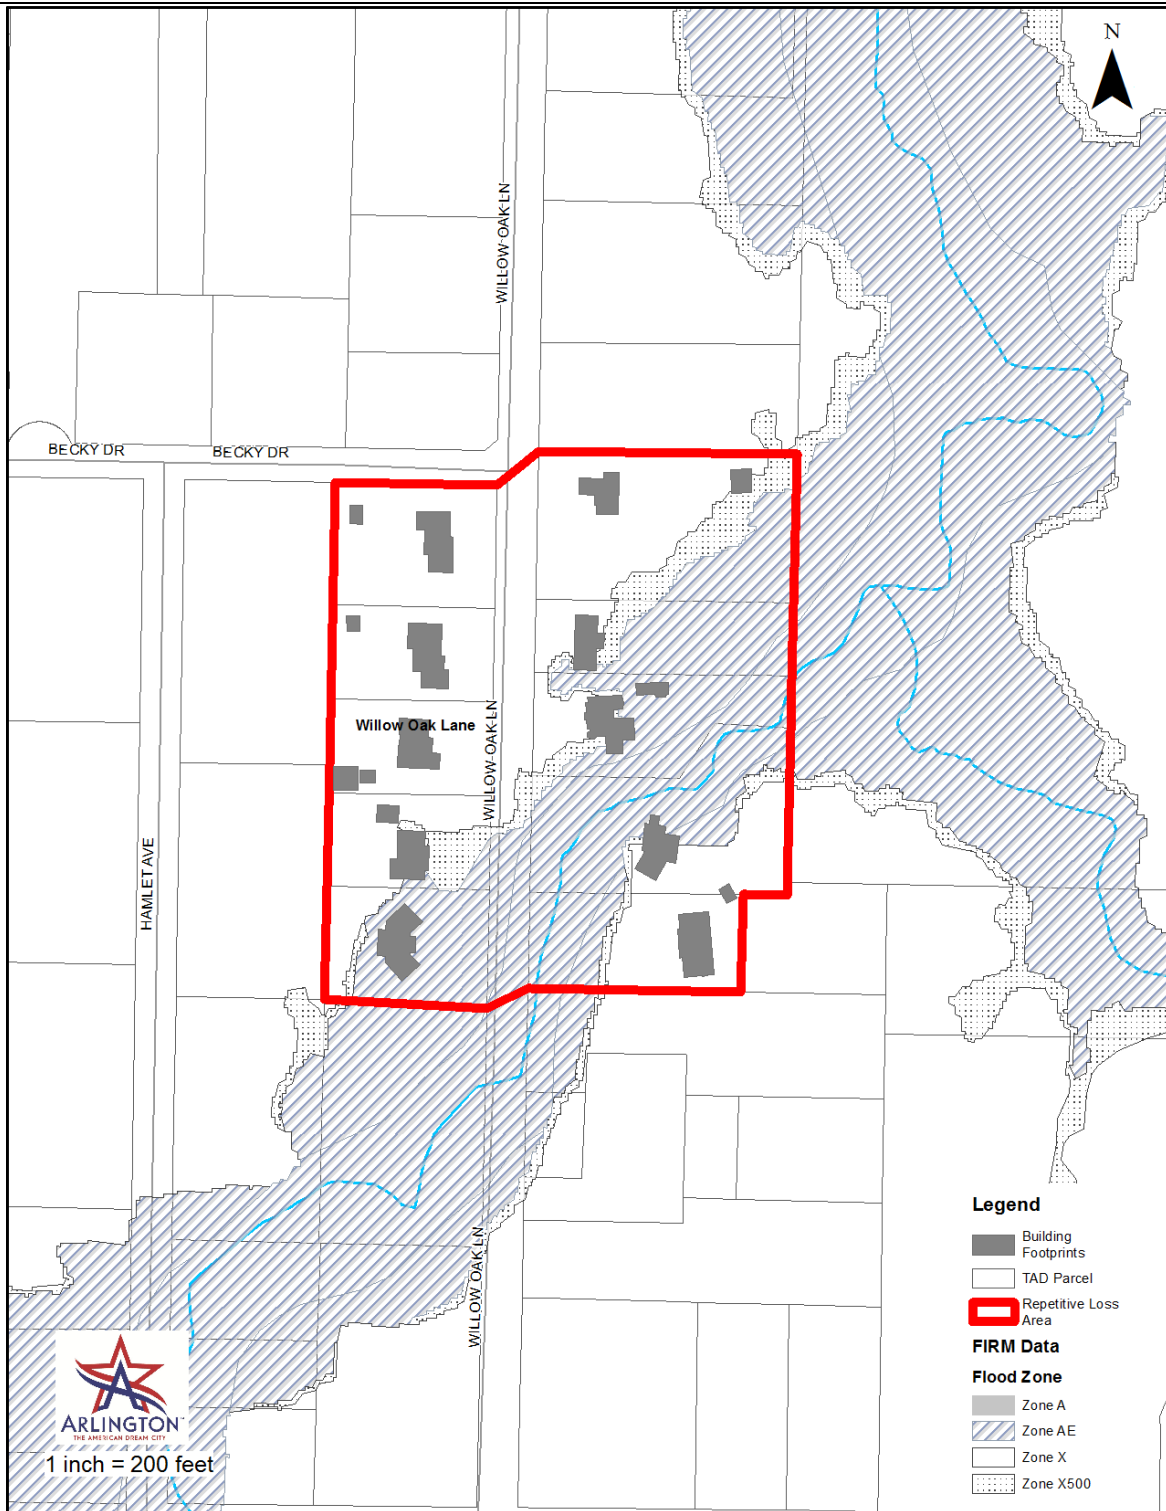 N
WILLOW OAK LN
BECKY DR
BECKY DR
WILLOW OAK LN
Willow Oak Lane
HAMLET AVE
WILLOW OAK LN
Legend
Building
Footprints
TAD Parcel
Repetitive Loss
Area
FIRM Data
Flood Zone
Zone A
Zone AE
Zone X
Zone X500
ARLINGTON
THE AMERICAN DREAM CITY
1 inch = 200 feet